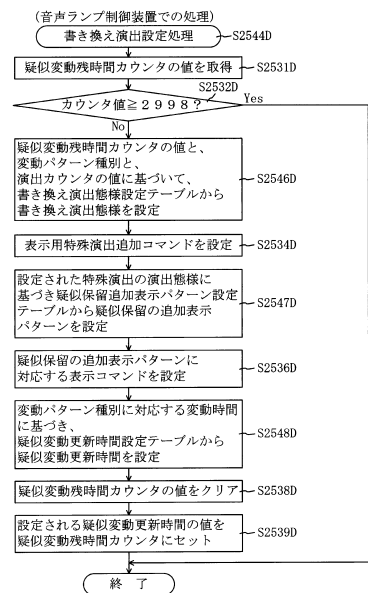 (音声ランプ制御装置での処理)
書き換え演出設定処理
S2544D
疑似変動残時間カウンタの値を取得
S2531D
S2532D
カウンタ値≧2998?
Yes
No
疑似変動残時間カウンタの値と、
変動パターン種別と、
演出カウンタの値に基づいて、
書き換え演出態様設定テーブルから
書き換え演出態様を設定
S2546D
表示用特殊演出追加コマンドを設定
S2534D
設定された特殊演出の演出態様に
基づき疑似保留追加表示パターン設定
テーブルから疑似保留の追加表示
パターンを設定
S2547D
疑似保留の追加表示パターンに
対応する表示コマンドを設定
S2536D
変動パターン種別に対応する変動時間
に基づき、
疑似変動更新時間設定テーブルから
疑似変動更新時間を設定
S2548D
疑似変動残時間カウンタの値をクリア
S2538D
設定される疑似変動更新時間の値を
疑似変動残時間カウンタにセット
S2539D
終了